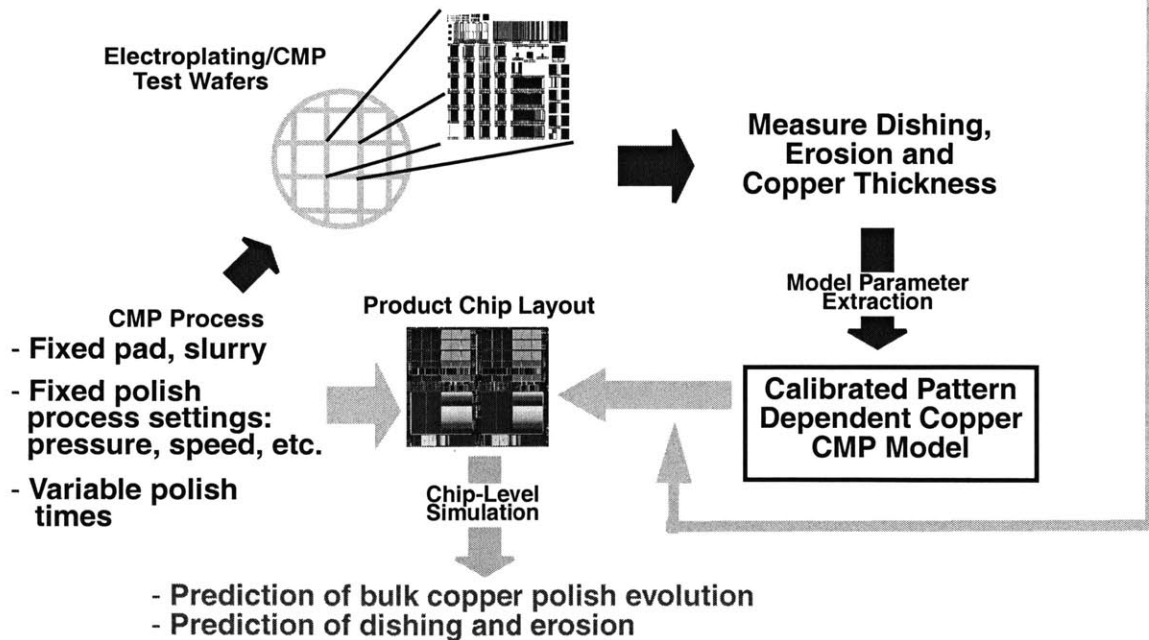 Electroplating/CMP
Test Wafers
Measure Dishing,
Erosion and
Copper Thickness
Model Parameter
Extraction
Product Chip Layout
CMP Process
- Fixed pad, slurry
- Fixed polish
process settings:
pressure, speed, etc.
- Variable polish
times
Calibrated Pattern
Dependent Copper
CMP Model
Chip-Level
Simulation
- Prediction of bulk copper polish evolution
- Prediction of dishing and erosion